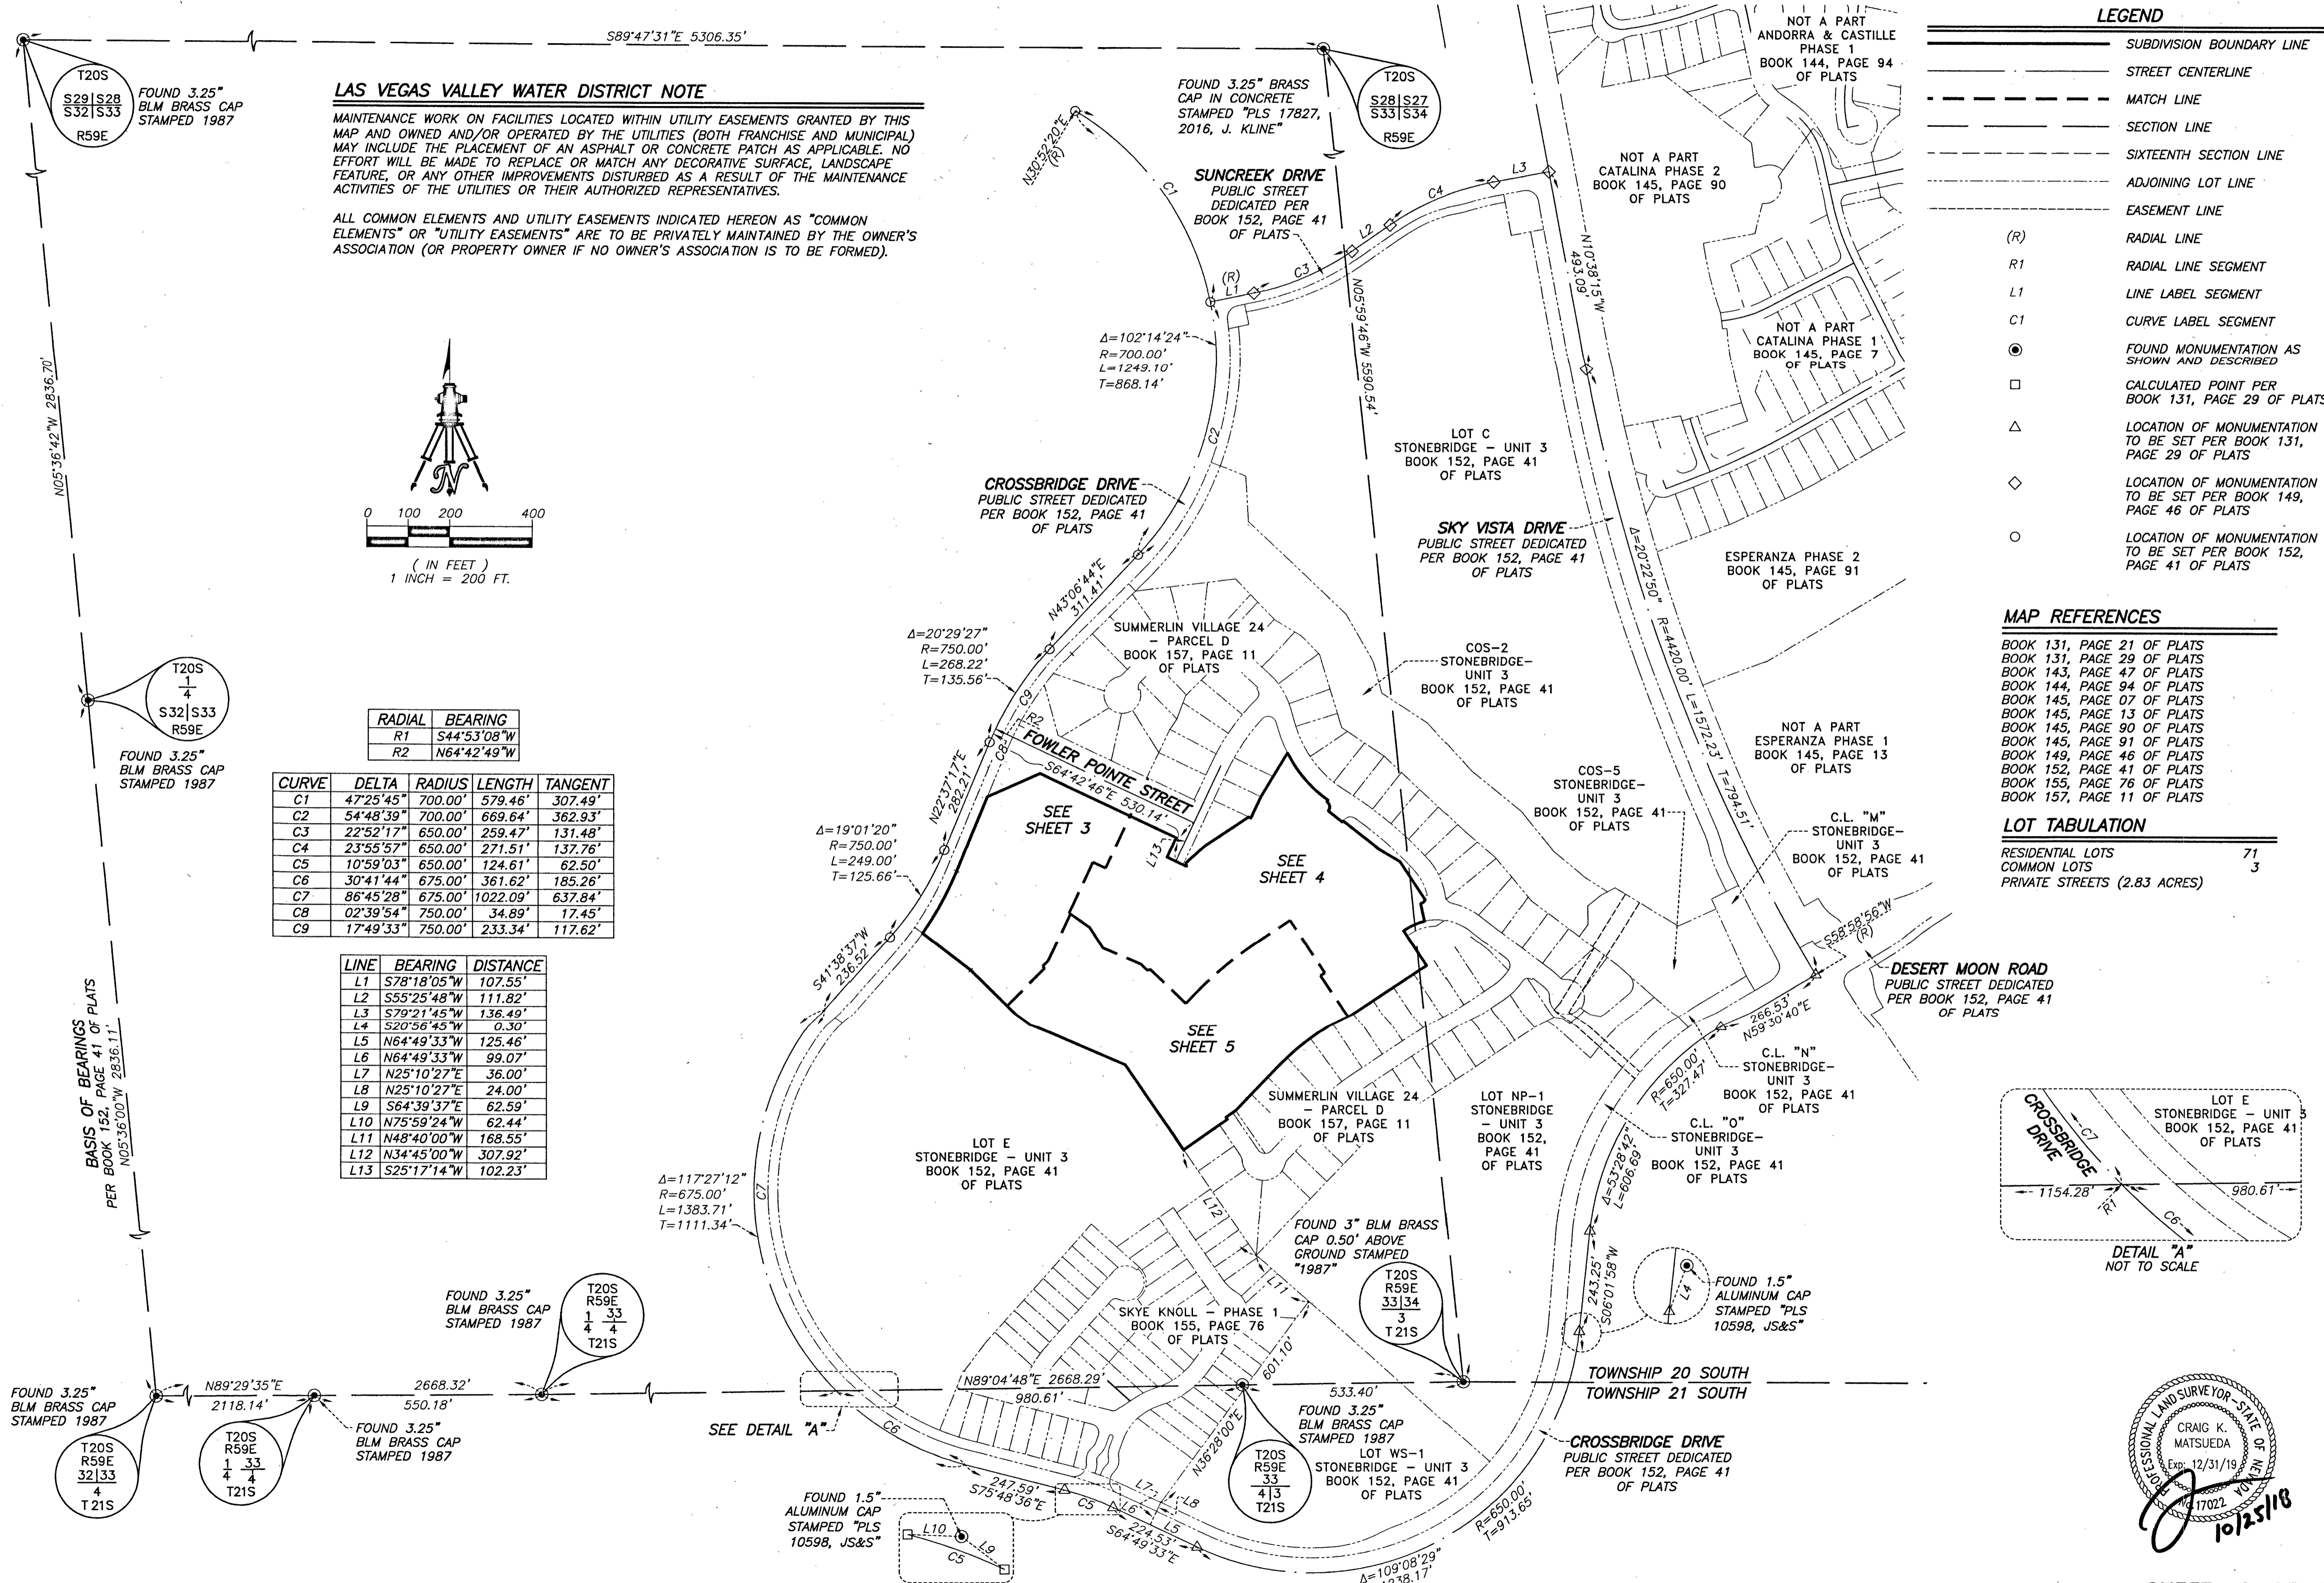 S89°47'31"E 5306.35'
T20S
S29|S28
S32|S33
R59E
FOUND 3.25"
BLM BRASS CAP
STAMPED 1987
LAS VEGAS VALLEY WATER DISTRICT NOTE
MAINTENANCE WORK ON FACILITIES LOCATED WITHIN UTILITY EASEMENTS GRANTED BY THIS
MAP AND OWNED AND/OR OPERATED BY THE UTILITIES (BOTH FRANCHISE AND MUNICIPAL)
MAY INCLUDE THE PLACEMENT OF AN ASPHALT OR CONCRETE PATCH AS APPLICABLE. NO
EFFORT WILL BE MADE TO REPLACE OR MATCH ANY DECORATIVE SURFACE, LANDSCAPE
FEATURE, OR ANY OTHER IMPROVEMENTS DISTURBED AS A RESULT OF THE MAINTENANCE
ACTIVITIES OF THE UTILITIES OR THEIR AUTHORIZED REPRESENTATIVES.
ALL COMMON ELEMENTS AND UTILITY EASEMENTS INDICATED HEREON AS "COMMON
ELEMENTS" OR "UTILITY EASEMENTS" ARE TO BE PRIVATELY MAINTAINED BY THE OWNER'S
ASSOCIATION (OR PROPERTY OWNER IF NO OWNER'S ASSOCIATION IS TO BE FORMED).
N05°36'42"W 2836.70'
N
0 100 200 400
( IN FEET )
1 INCH = 200 FT.
T20S
1
4
S32|S33
R59E
FOUND 3.25"
BLM BRASS CAP
STAMPED 1987
RADIAL BEARING
R1 S44°53'08"W
R2 N64°42'49"W
CURVE DELTA RADIUS LENGTH TANGENT
C1 47°25'45" 700.00' 579.46' 307.49'
C2 54°48'39" 700.00' 669.64' 362.93'
C3 22°52'17" 650.00' 259.47' 131.48'
C4 23°55'57" 650.00' 271.51' 137.76'
C5 10°59'03" 650.00' 124.61' 62.50'
C6 30°41'44" 675.00' 361.62' 185.26'
C7 86°45'28" 675.00' 1022.09' 637.84'
C8 02°39'54" 750.00' 34.89' 17.45'
C9 17°49'33" 750.00' 233.34' 117.62'
LINE BEARING DISTANCE
L1 S78°18'05"W 107.55'
L2 S55°25'48"W 111.82'
L3 S79°21'45"W 136.49'
L4 S20°56'45"W 0.30'
L5 N64°49'33"W 125.46'
L6 N64°49'33"W 99.07'
L7 N25°10'27"E 36.00'
L8 N25°10'27"E 24.00'
L9 S64°39'37"E 62.59'
L10 N75°59'24"W 62.44'
L11 N48°40'00"W 168.55'
L12 N34°45'00"W 307.92'
L13 S25°17'14"W 102.23'
BASIS OF BEARINGS
PER BOOK 152, PAGE 41 OF PLATS
N05°36'00"W 2836.11'
FOUND 3.25"
BLM BRASS CAP
STAMPED 1987
T20S
R59E
32|33
4
T21S
N89°29'35"E
2118.14'
2668.32'
550.18'
T20S
R59E
1 33
4 4
T21S
FOUND 3.25"
BLM BRASS CAP
STAMPED 1987
FOUND 3.25"
BLM BRASS CAP
STAMPED 1987
T20S
R59E
1 33
4 4
T21S
FOUND 3.25" BRASS
CAP IN CONCRETE
STAMPED "PLS 17827,
2016, J. KLINE"
T20S
S28|S27
S33|S34
R59E
N30°52'20"E
(R)
C1
SUNCREEK DRIVE
PUBLIC STREET
DEDICATED PER
BOOK 152, PAGE 41
OF PLATS
(R)
L1
C3
L2
C4
L3
N05°59'46"W 5590.54'
N10°38'15"W
493.09'
NOT A PART
ANDORRA & CASTILLE
PHASE 1
BOOK 144, PAGE 94
OF PLATS
NOT A PART
CATALINA PHASE 2
BOOK 145, PAGE 90
OF PLATS
NOT A PART
CATALINA PHASE 1
BOOK 145, PAGE 7
OF PLATS
Δ=102°14'24"
R=700.00'
L=1249.10'
T=868.14'
C2
LOT C
STONEBRIDGE - UNIT 3
BOOK 152, PAGE 41
OF PLATS
CROSSBRIDGE DRIVE
PUBLIC STREET DEDICATED
PER BOOK 152, PAGE 41
OF PLATS
SKY VISTA DRIVE
PUBLIC STREET DEDICATED
PER BOOK 152, PAGE 41
OF PLATS
Δ=20°22'50" R=4420.00' L=1572.23' T=794.51'
ESPERANZA PHASE 2
BOOK 145, PAGE 91
OF PLATS
N43°06'44"E
311.41'
Δ=20°29'27"
R=750.00'
L=268.22'
T=135.56'
C9
R2
C8
SUMMERLIN VILLAGE 24
- PARCEL D
BOOK 157, PAGE 11
OF PLATS
COS-2
STONEBRIDGE-
UNIT 3
BOOK 152, PAGE 41
OF PLATS
NOT A PART
ESPERANZA PHASE 1
BOOK 145, PAGE 13
OF PLATS
FOWLER POINTE STREET
S64°42'46"E 530.14'
N22°37'17"E
282.21'
SEE
SHEET 3
L13
SEE
SHEET 4
COS-5
STONEBRIDGE-
UNIT 3
BOOK 152, PAGE 41
OF PLATS
C.L. "M"
STONEBRIDGE-
UNIT 3
BOOK 152, PAGE 41
OF PLATS
Δ=19°01'20"
R=750.00'
L=249.00'
T=125.66'
S41°38'37"W
236.52'
SEE
SHEET 5
S58°58'56"W
(R)
DESERT MOON ROAD
PUBLIC STREET DEDICATED
PER BOOK 152, PAGE 41
OF PLATS
266.53'
N59°30'40"E
R=650.00'
T=327.47'
C.L. "N"
STONEBRIDGE-
UNIT 3
BOOK 152, PAGE 41
OF PLATS
C.L. "O"
STONEBRIDGE-
UNIT 3
BOOK 152, PAGE 41
OF PLATS
Δ=53°28'42"
L=606.69'
SUMMERLIN VILLAGE 24
- PARCEL D
BOOK 157, PAGE 11
OF PLATS
LOT NP-1
STONEBRIDGE
- UNIT 3
BOOK 152,
PAGE 41
OF PLATS
LOT E
STONEBRIDGE - UNIT 3
BOOK 152, PAGE 41
OF PLATS
Δ=117°27'12"
R=675.00'
L=1383.71'
T=1111.34'
C7
L12
L11
FOUND 3" BLM BRASS
CAP 0.50' ABOVE
GROUND STAMPED
"1987"
T20S
R59E
33|34
3
T21S
243.25'
S06°01'58"W
L4
FOUND 1.5"
ALUMINUM CAP
STAMPED "PLS
10598, JS&S"
SKYE KNOLL - PHASE 1
BOOK 155, PAGE 76
OF PLATS
601.10'
N36°28'00"E
N89°04'48"E 2668.29'
980.61'
533.40'
TOWNSHIP 20 SOUTH
TOWNSHIP 21 SOUTH
SEE DETAIL "A"
C6
FOUND 3.25"
BLM BRASS CAP
STAMPED 1987
T20S
R59E
33
4|3
T21S
LOT WS-1
STONEBRIDGE - UNIT 3
BOOK 152, PAGE 41
OF PLATS
CROSSBRIDGE DRIVE
PUBLIC STREET DEDICATED
PER BOOK 152, PAGE 41
OF PLATS
247.59'
S75°48'36"E
C5
L6
L7
L8
L5
224.53'
S64°49'33"E
FOUND 1.5"
ALUMINUM CAP
STAMPED "PLS
10598, JS&S"
L10
L9
C5
R=650.00'
T=913.65'
Δ=109°08'29"
LEGEND
SUBDIVISION BOUNDARY LINE
STREET CENTERLINE
MATCH LINE
SECTION LINE
SIXTEENTH SECTION LINE
ADJOINING LOT LINE
EASEMENT LINE
(R) RADIAL LINE
R1 RADIAL LINE SEGMENT
L1 LINE LABEL SEGMENT
C1 CURVE LABEL SEGMENT
FOUND MONUMENTATION AS
SHOWN AND DESCRIBED
CALCULATED POINT PER
BOOK 131, PAGE 29 OF PLATS
LOCATION OF MONUMENTATION
TO BE SET PER BOOK 131,
PAGE 29 OF PLATS
LOCATION OF MONUMENTATION
TO BE SET PER BOOK 149,
PAGE 46 OF PLATS
LOCATION OF MONUMENTATION
TO BE SET PER BOOK 152,
PAGE 41 OF PLATS
MAP REFERENCES
BOOK 131, PAGE 21 OF PLATS
BOOK 131, PAGE 29 OF PLATS
BOOK 143, PAGE 47 OF PLATS
BOOK 144, PAGE 94 OF PLATS
BOOK 145, PAGE 07 OF PLATS
BOOK 145, PAGE 13 OF PLATS
BOOK 145, PAGE 90 OF PLATS
BOOK 145, PAGE 91 OF PLATS
BOOK 149, PAGE 46 OF PLATS
BOOK 152, PAGE 41 OF PLATS
BOOK 155, PAGE 76 OF PLATS
BOOK 157, PAGE 11 OF PLATS
LOT TABULATION
RESIDENTIAL LOTS 71
COMMON LOTS 3
PRIVATE STREETS (2.83 ACRES)
CROSSBRIDGE
DRIVE
C7
LOT E
STONEBRIDGE - UNIT 3
BOOK 152, PAGE 41
OF PLATS
1154.28'
980.61'
R1
C6
DETAIL "A"
NOT TO SCALE
PROFESSIONAL LAND SURVEYOR-STATE OF NEVADA
CRAIG K.
MATSUEDA
Exp: 12/31/19
No. 17022
10/25/18